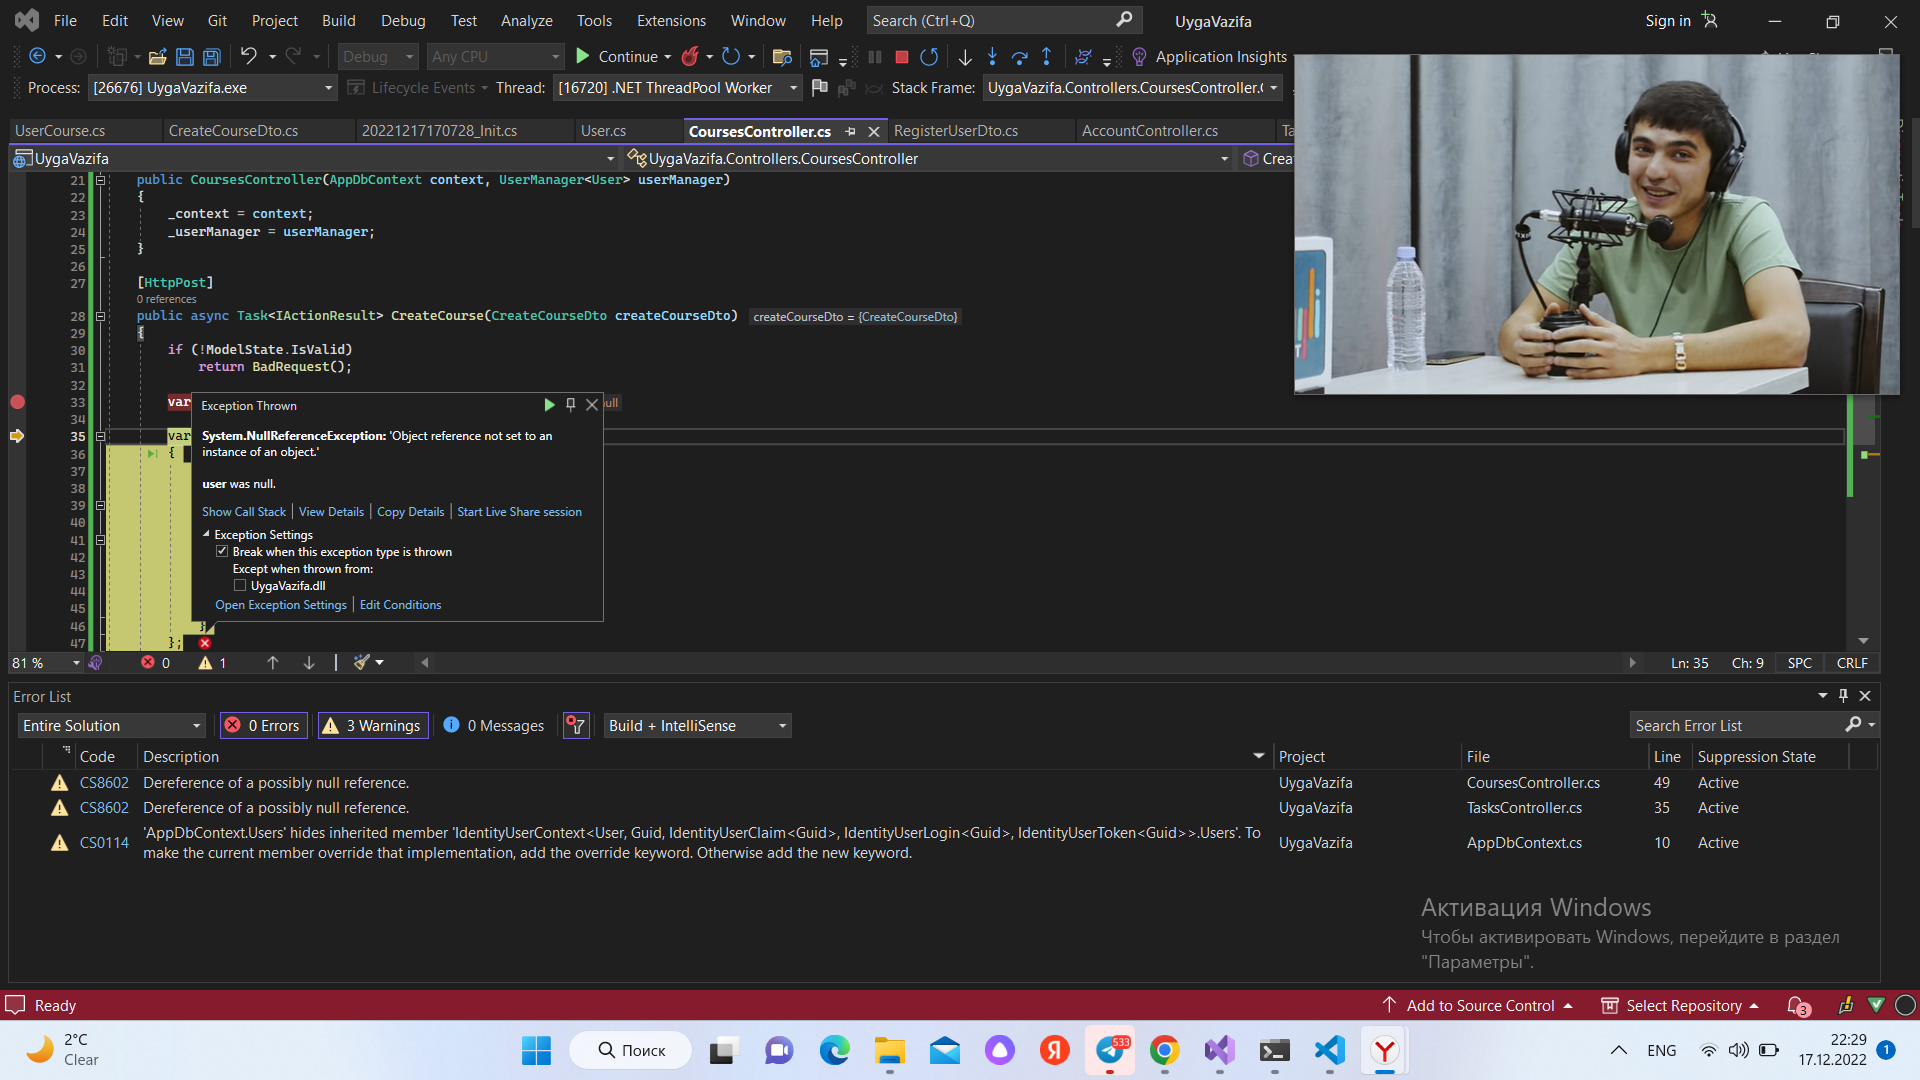 File Edit View Git Project Build Debug Test Analyze Tools Extensions Window Help Search (Ctrl+Q) UygaVazifa Sign in
Debug Any CPU Continue Application Insights
Process: [26676] UygaVazifa.exe Lifecycle Events Thread: [16720] .NET ThreadPool Worker Stack Frame: UygaVazifa.Controllers.CoursesController.
UserCourse.cs CreateCourseDto.cs 20221217170728_Init.cs User.cs CoursesController.cs RegisterUserDto.cs AccountController.cs Ta
UygaVazifa UygaVazifa.Controllers.CoursesController Crea
21 public CoursesController(AppDbContext context, UserManager<User> userManager)
22 {
23 _context = context;
24 _userManager = userManager;
25 }
26
27 [HttpPost]
0 references
28 public async Task<IActionResult> CreateCourse(CreateCourseDto createCourseDto) createCourseDto = {CreateCourseDto}
29 {
30 if (!ModelState.IsValid)
31 return BadRequest();
32
33 var null
34
35 var
36 {
37
38
39
40
41
42
43
44
45
46 }
47 };
Exception Thrown
System.NullReferenceException: 'Object reference not set to an
instance of an object.'
user was null.
Show Call Stack | View Details | Copy Details | Start Live Share session
Exception Settings
Break when this exception type is thrown
Except when thrown from:
UygaVazifa.dll
Open Exception Settings | Edit Conditions
81 % 0 1 Ln: 35 Ch: 9 SPC CRLF
Error List
Entire Solution 0 Errors 3 Warnings 0 Messages Build + IntelliSense Search Error List
Code Description Project File Line Suppression State
CS8602 Dereference of a possibly null reference. UygaVazifa CoursesController.cs 49 Active
CS8602 Dereference of a possibly null reference. UygaVazifa TasksController.cs 35 Active
CS0114 'AppDbContext.Users' hides inherited member 'IdentityUserContext<User, Guid, IdentityUserClaim<Guid>, IdentityUserLogin<Guid>, IdentityUserToken<Guid>>.Users'. To
make the current member override that implementation, add the override keyword. Otherwise add the new keyword. UygaVazifa AppDbContext.cs 10 Active
Активация Windows
Чтобы активировать Windows, перейдите в раздел
"Параметры".
Ready Add to Source Control Select Repository 3
2°C
Clear
Поиск
533
ENG
22:29
17.12.2022
1